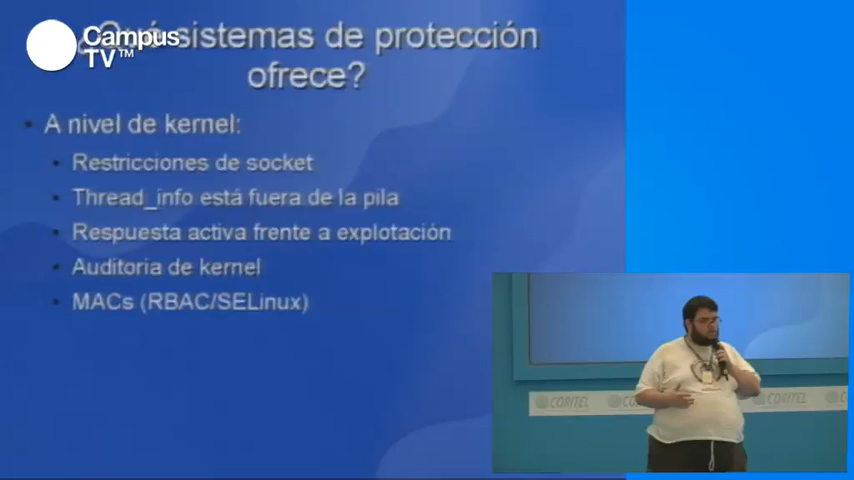 Campus
TV™
¿Qué sistemas de protección
ofrece?
A nivel de kernel:
Restricciones de socket
Thread_info está fuera de la pila
Respuesta activa frente a explotación
Auditoria de kernel
MACs (RBAC/SELinux)
CORITEL
CORITEL